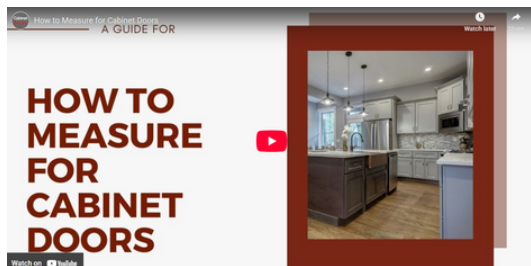 How to Measure for Cabinet Doors
A GUIDE FOR
Watch later
HOW TO
MEASURE
FOR
CABINET
DOORS
Watch on YouTube